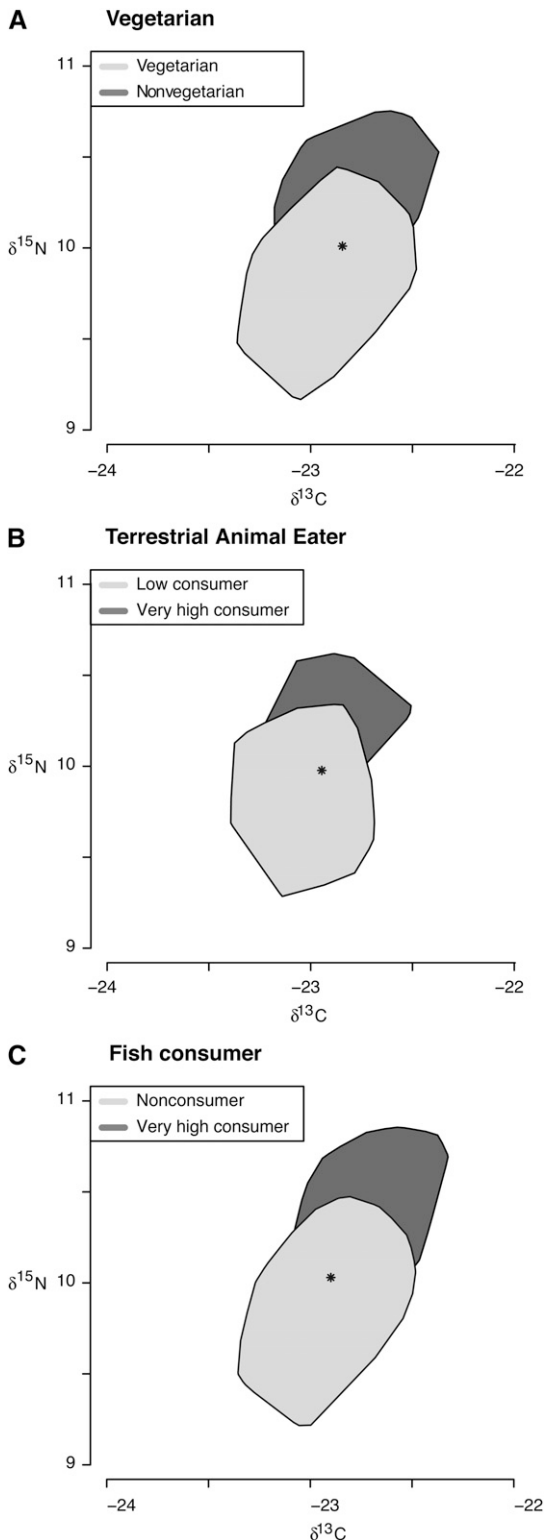 A Vegetarian
11
Vegetarian
Nonvegetarian
δ15N 10
9
−24 −23 −22
δ13C
B Terrestrial Animal Eater
11
Low consumer
Very high consumer
δ15N 10
9
−24 −23 −22
δ13C
C Fish consumer
11
Nonconsumer
Very high consumer
δ15N 10
9
−24 −23 −22
δ13C